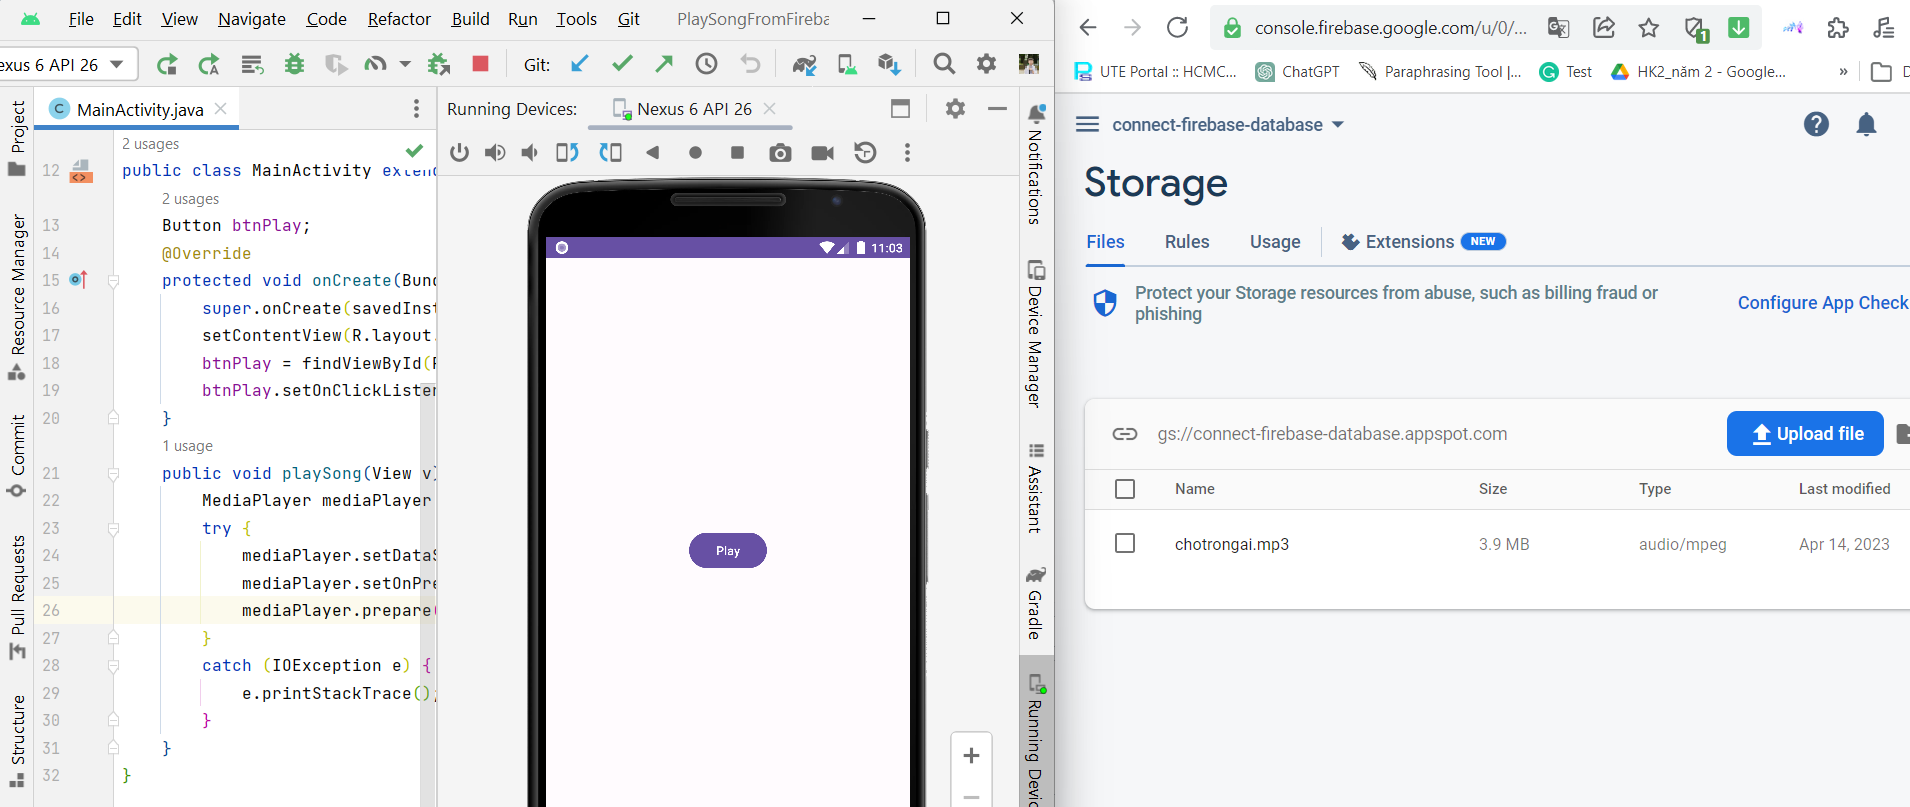 File Edit View Navigate Code Refactor Build Run Tools Git PlaySongFromFireba
exus 6 API 26
Git:
MainActivity.java
Project
Resource Manager
Commit
Pull Requests
Structure
2 usages
12 public class MainActivity extend
2 usages
13 Button btnPlay;
14 @Override
15 protected void onCreate(Bund
16 super.onCreate(savedInst
17 setContentView(R.layout.
18 btnPlay = findViewById(R
19 btnPlay.setOnClickListen
20 }
1 usage
21 public void playSong(View v)
22 MediaPlayer mediaPlayer
23 try {
24 mediaPlayer.setDataS
25 mediaPlayer.setOnPre
26 mediaPlayer.prepare(
27 }
28 catch (IOException e) {
29 e.printStackTrace();
30 }
31 }
32 }
Running Devices: Nexus 6 API 26
11:03
Play
Notifications
Device Manager
Assistant
Gradle
Running Devic
console.firebase.google.com/u/0/...
1
UTE Portal :: HCMC... ChatGPT Paraphrasing Tool |... Test HK2_năm 2 - Google... » D
connect-firebase-database
Storage
Files Rules Usage Extensions NEW
Protect your Storage resources from abuse, such as billing fraud or
phishing
Configure App Check
gs://connect-firebase-database.appspot.com
Upload file
Name Size Type Last modified
chotrongai.mp3 3.9 MB audio/mpeg Apr 14, 2023